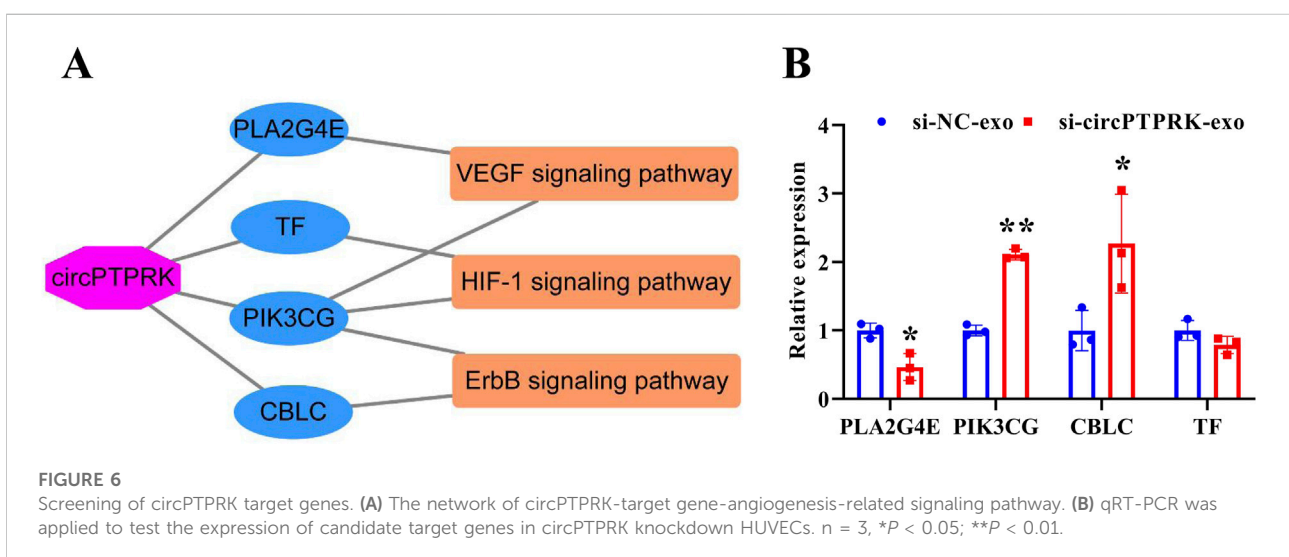 A
PLA2G4E
TF
circPTPRK
PIK3CG
CBLC
VEGF signaling pathway
HIF-1 signaling pathway
ErbB signaling pathway
B
si-NC-exo si-circPTPRK-exo
Relative expression
4
3
2
1
0
*
**
*
PLA2G4E PIK3CG CBLC TF
FIGURE 6
Screening of circPTPRK target genes. (A) The network of circPTPRK-target gene-angiogenesis-related signaling pathway. (B) qRT-PCR was
applied to test the expression of candidate target genes in circPTPRK knockdown HUVECs. n = 3, *P < 0.05; **P < 0.01.